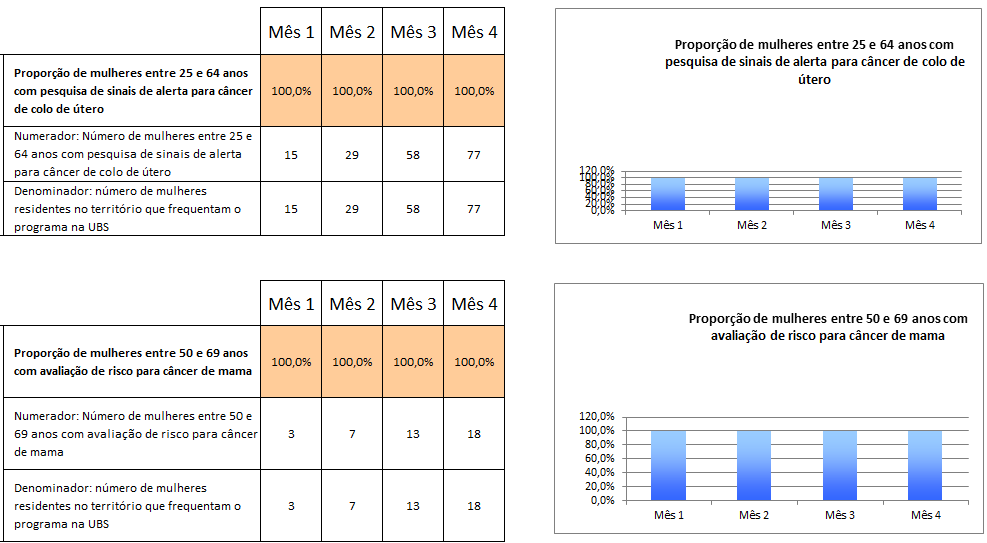 Mês 1 Mês 2 Mês 3 Mês 4
Proporção de mulheres entre 25 e 64 anos
com pesquisa de sinais de alerta para câncer
de colo de útero
100,0% 100,0% 100,0% 100,0%
Numerador: Número de mulheres entre 25 e
64 anos com pesquisa de sinais de alerta
para câncer de colo de útero
15 29 58 77
Denominador: número de mulheres
residentes no território que frequentam o
programa na UBS
15 29 58 77
Proporção de mulheres entre 25 e 64 anos com
pesquisa de sinais de alerta para câncer de colo de
útero
120,0%
100,0%
80,0%
60,0%
40,0%
20,0%
0,0%
Mês 1 Mês 2 Mês 3 Mês 4
Mês 1 Mês 2 Mês 3 Mês 4
Proporção de mulheres entre 50 e 69 anos
com avaliação de risco para câncer de mama
100,0% 100,0% 100,0% 100,0%
Numerador: Número de mulheres entre 50 e
69 anos com avaliação de risco para câncer
de mama
3 7 13 18
Denominador: número de mulheres
residentes no território que frequentam o
programa na UBS
3 7 13 18
Proporção de mulheres entre 50 e 69 anos com
avaliação de risco para câncer de mama
120,0%
100,0%
80,0%
60,0%
40,0%
20,0%
0,0%
Mês 1 Mês 2 Mês 3 Mês 4